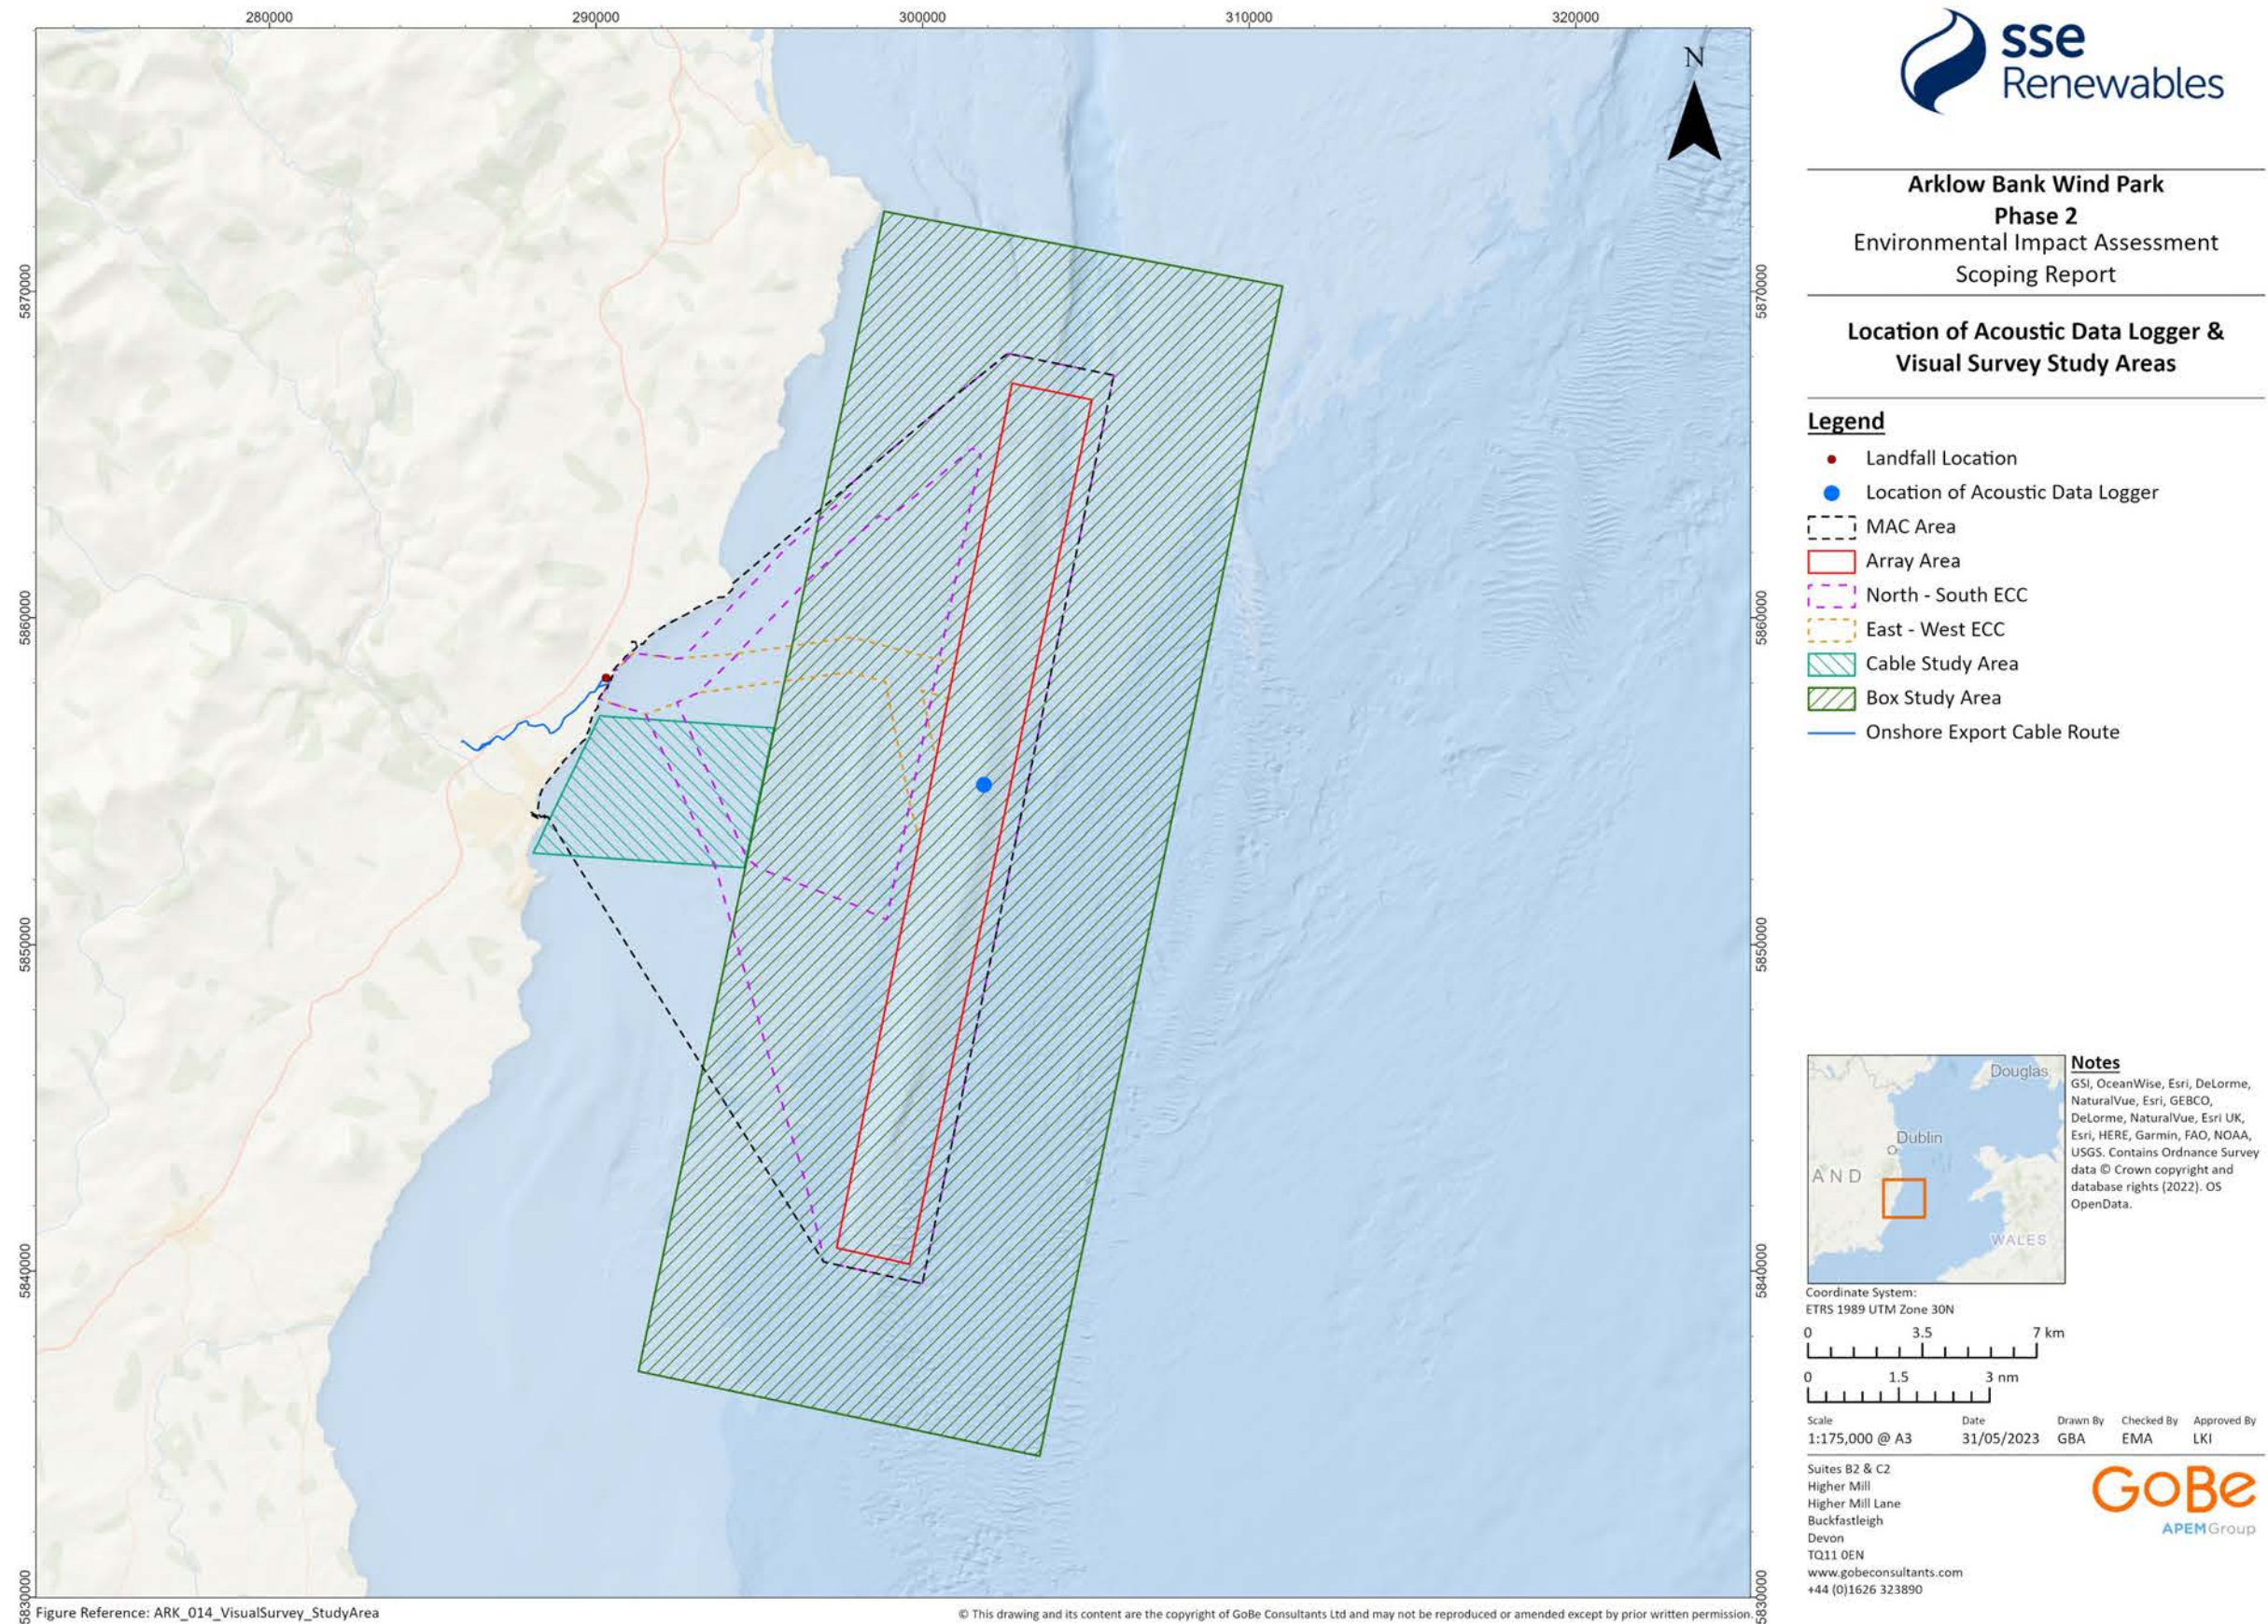 280000
290000
300000
310000
320000
5870000
5860000
5850000
5840000
5830000
5870000
5860000
5850000
5840000
5830000
N
sse
Renewables
Arklow Bank Wind Park
Phase 2
Environmental Impact Assessment
Scoping Report
Location of Acoustic Data Logger &
Visual Survey Study Areas
Legend
Landfall Location
Location of Acoustic Data Logger
MAC Area
Array Area
North - South ECC
East - West ECC
Cable Study Area
Box Study Area
Onshore Export Cable Route
Douglas
Dublin
AND
WALES
Notes
GSI, OceanWise, Esri, DeLorme,
NaturalVue, Esri, GEBCO,
DeLorme, NaturalVue, Esri UK,
Esri, HERE, Garmin, FAO, NOAA,
USGS. Contains Ordnance Survey
data © Crown copyright and
database rights (2022). OS
OpenData.
Coordinate System:
ETRS 1989 UTM Zone 30N
0 3.5 7 km
0 1.5 3 nm
Scale Date Drawn By Checked By Approved By
1:175,000 @ A3 31/05/2023 GBA EMA LKI
Suites B2 & C2
Higher Mill
Higher Mill Lane
Buckfastleigh
Devon
TQ11 0EN
www.gobeconsultants.com
+44 (0)1626 323890
GoBe
APEMGroup
Figure Reference: ARK_014_VisualSurvey_StudyArea
© This drawing and its content are the copyright of GoBe Consultants Ltd and may not be reproduced or amended except by prior written permission.